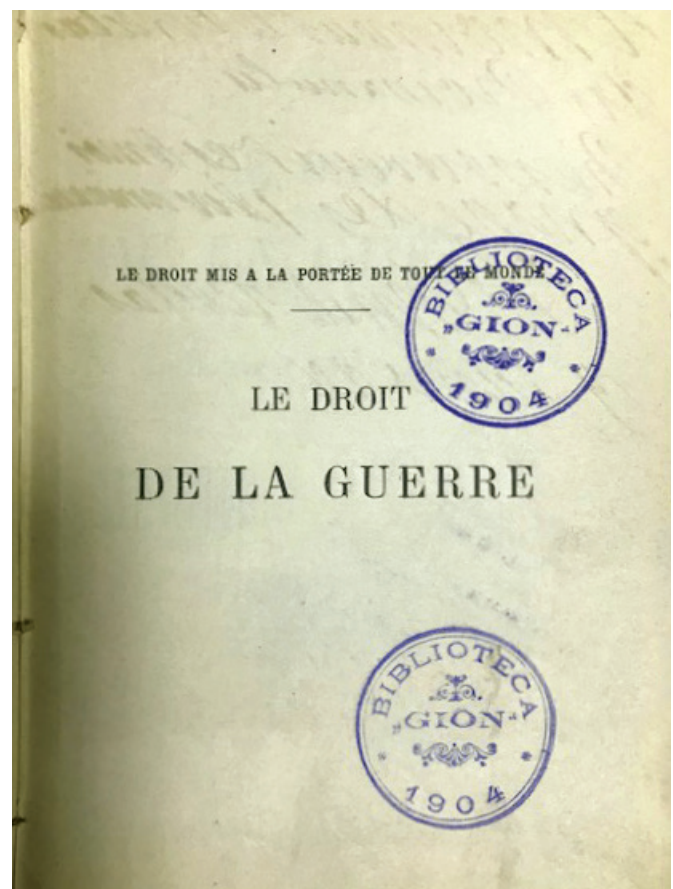 LE DROIT MIS A LA PORTÉE DE TOUT LE MONDE
BIBLIOTECA
„GION“
1904
LE DROIT
DE LA GUERRE
BIBLIOTECA
„GION“
1904